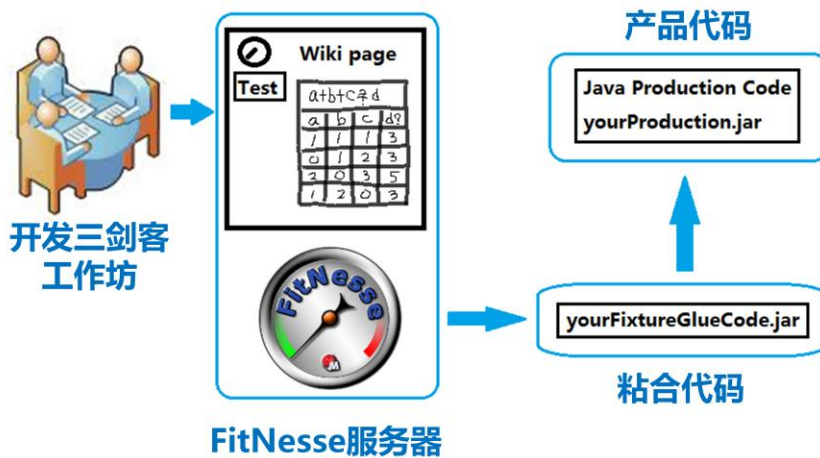 产品代码
Java Production Code
yourProduction.jar
Wiki page
Test
a+b+c=d
a b c d?
1 1 1 3
0 1 2 3
2 0 3 5
1 2 0 3
开发三剑客
工作坊
FitNesse
yourFixtureGlueCode.jar
粘合代码
FitNesse服务器